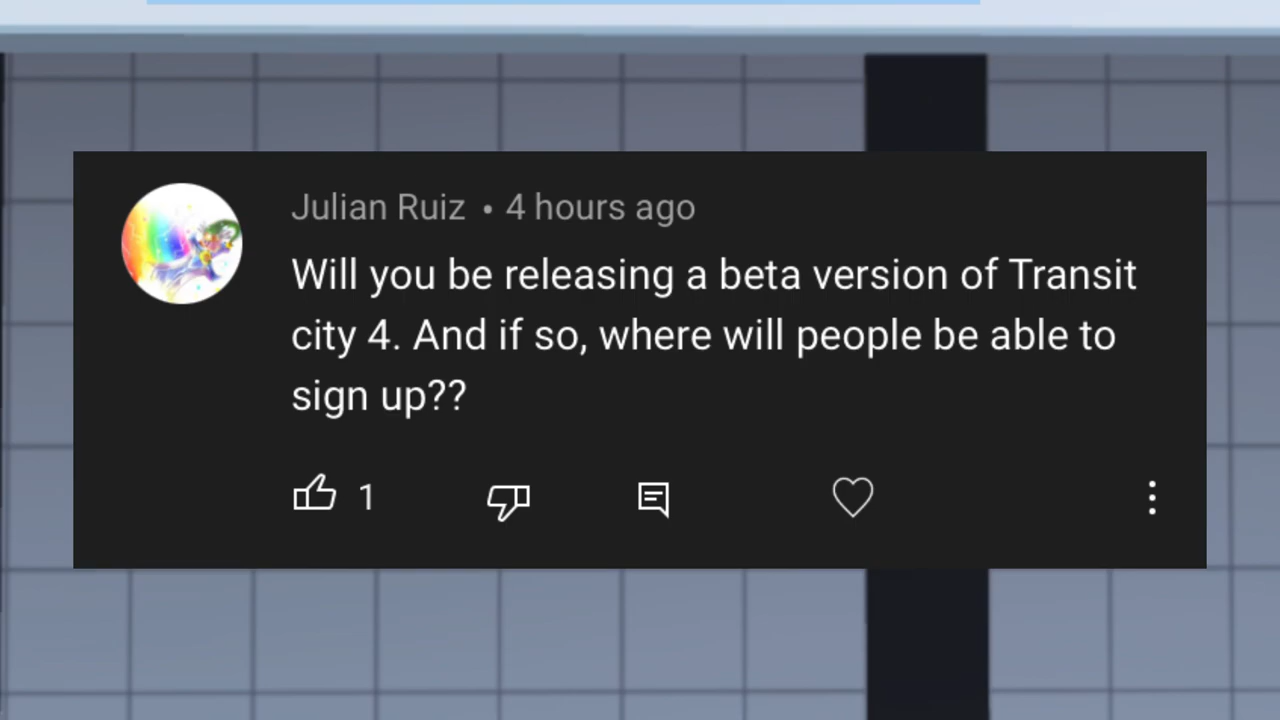 Julian Ruiz • 4 hours ago
Will you be releasing a beta version of Transit
city 4. And if so, where will people be able to
sign up??
1